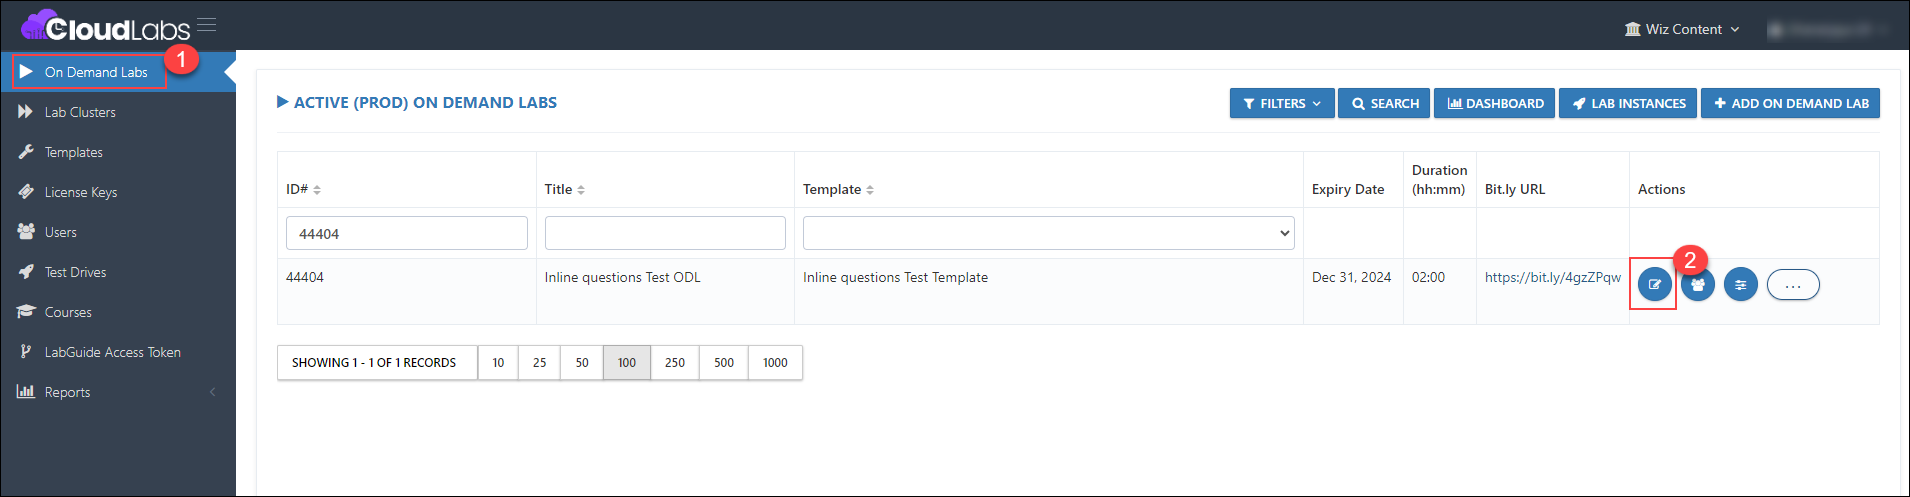 CloudLabs
Wiz Content
1
On Demand Labs
Lab Clusters
Templates
License Keys
Users
Test Drives
Courses
LabGuide Access Token
Reports
ACTIVE (PROD) ON DEMAND LABS
FILTERS
SEARCH
DASHBOARD
LAB INSTANCES
ADD ON DEMAND LAB
ID#
Title
Template
Expiry Date
Duration
(hh:mm)
Bit.ly URL
Actions
44404
44404
Inline questions Test ODL
Inline questions Test Template
Dec 31, 2024
02:00
https://bit.ly/4gzZPqw
2
...
SHOWING 1 - 1 OF 1 RECORDS
10
25
50
100
250
500
1000